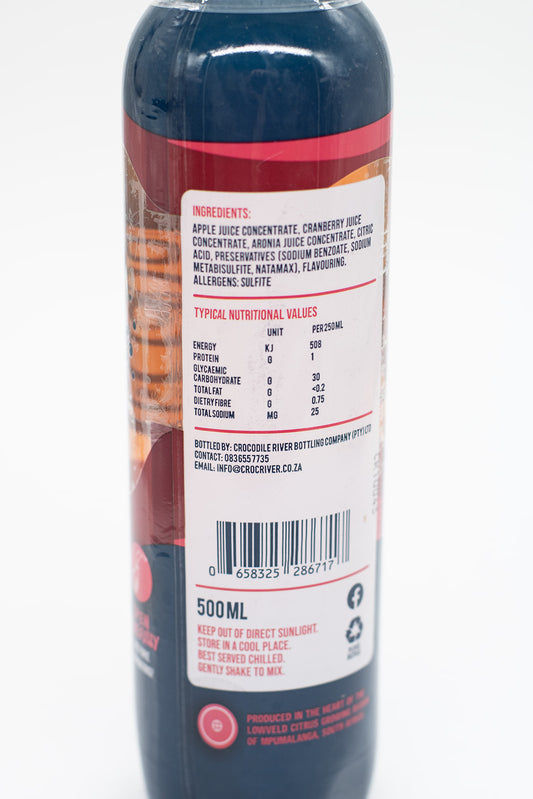 INGREDIENTS:
APPLE JUICE CONCENTRATE, CRANBERRY JUICE
CONCENTRATE, ARONIA JUICE CONCENTRATE, CITRIC
ACID, PRESERVATIVES (SODIUM BENZOATE, SODIUM
METABISULFITE, NATAMAX), FLAVOURING.
ALLERGENS: SULFITE
TYPICAL NUTRITIONAL VALUES
UNIT PER 250ML
ENERGY KJ 508
PROTEIN G 1
GLYCAEMIC
CARBOHYDRATE G 30
TOTAL FAT G <0.2
DIETRY FIBRE G 0.75
TOTAL SODIUM MG 25
BOTTLED BY: CROCODILE RIVER BOTTLING COMPANY (PTY) LTD
CONTACT: 0836557735
EMAIL: INFO@CROCRIVER.CO.ZA
0 658325 286717
500ML
KEEP OUT OF DIRECT SUNLIGHT.
STORE IN A COOL PLACE.
BEST SERVED CHILLED.
GENTLY SHAKE TO MIX.
PRODUCED IN THE HEART OF THE
LOWVELD CITRUS GROWING
OF MPUMALANGA, SOUTH